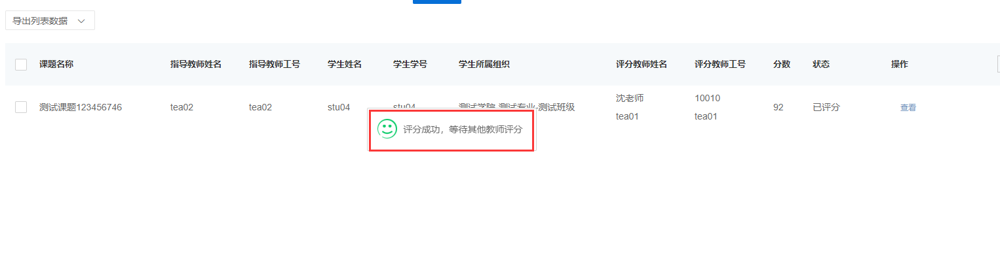 导出列表数据
课题名称 指导教师姓名 指导教师工号 学生姓名 学生学号 学生所属组织 评分教师姓名 评分教师工号 分数 状态 操作
测试课题123456746 tea02 tea02 stu04 stu04 测试学院-测试专业-测试班级 沈老师 10010 92 已评分 查看
tea01 tea01
评分成功，等待其他教师评分